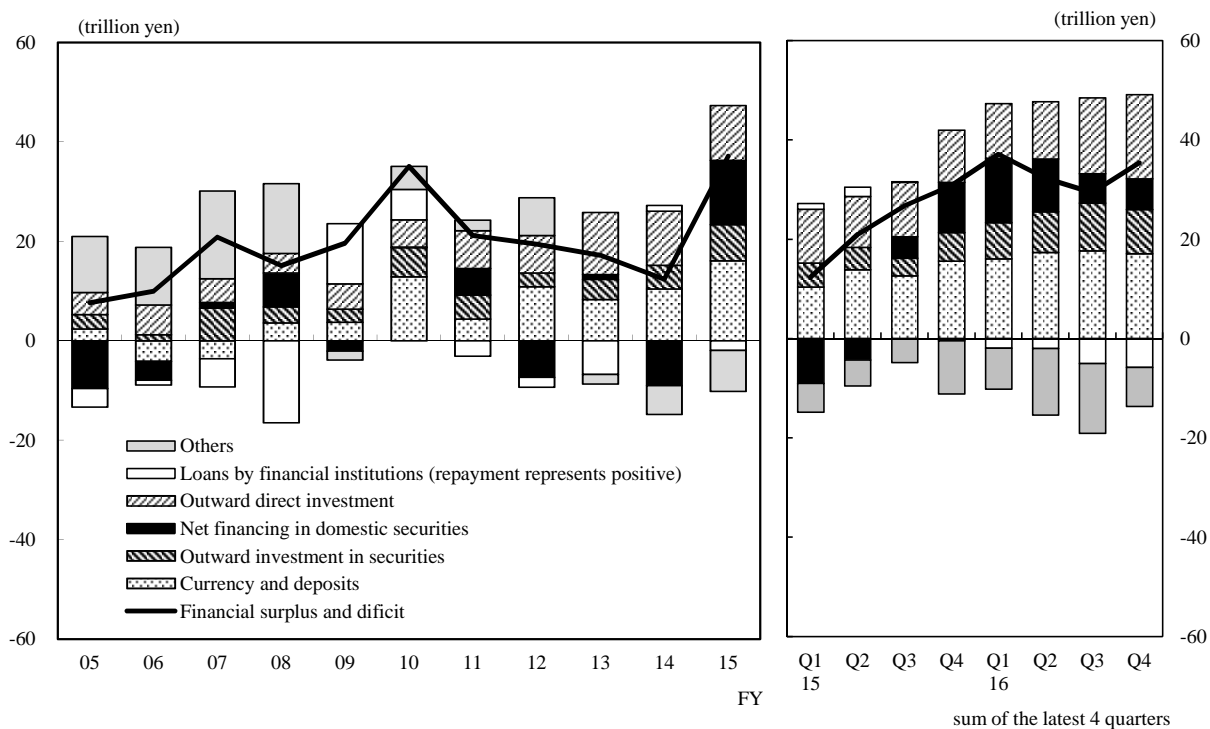 (trillion yen)
60
40
20
0
-20
-40
-60
Others
Loans by financial institutions (repayment represents positive)
Outward direct investment
Net financing in domestic securities
Outward investment in securities
Currency and deposits
Financial surplus and dificit
05 06 07 08 09 10 11 12 13 14 15
FY
(trillion yen)
60
40
20
0
-20
-40
-60
Q1 Q2 Q3 Q4 Q1 Q2 Q3 Q4
15 16
sum of the latest 4 quarters